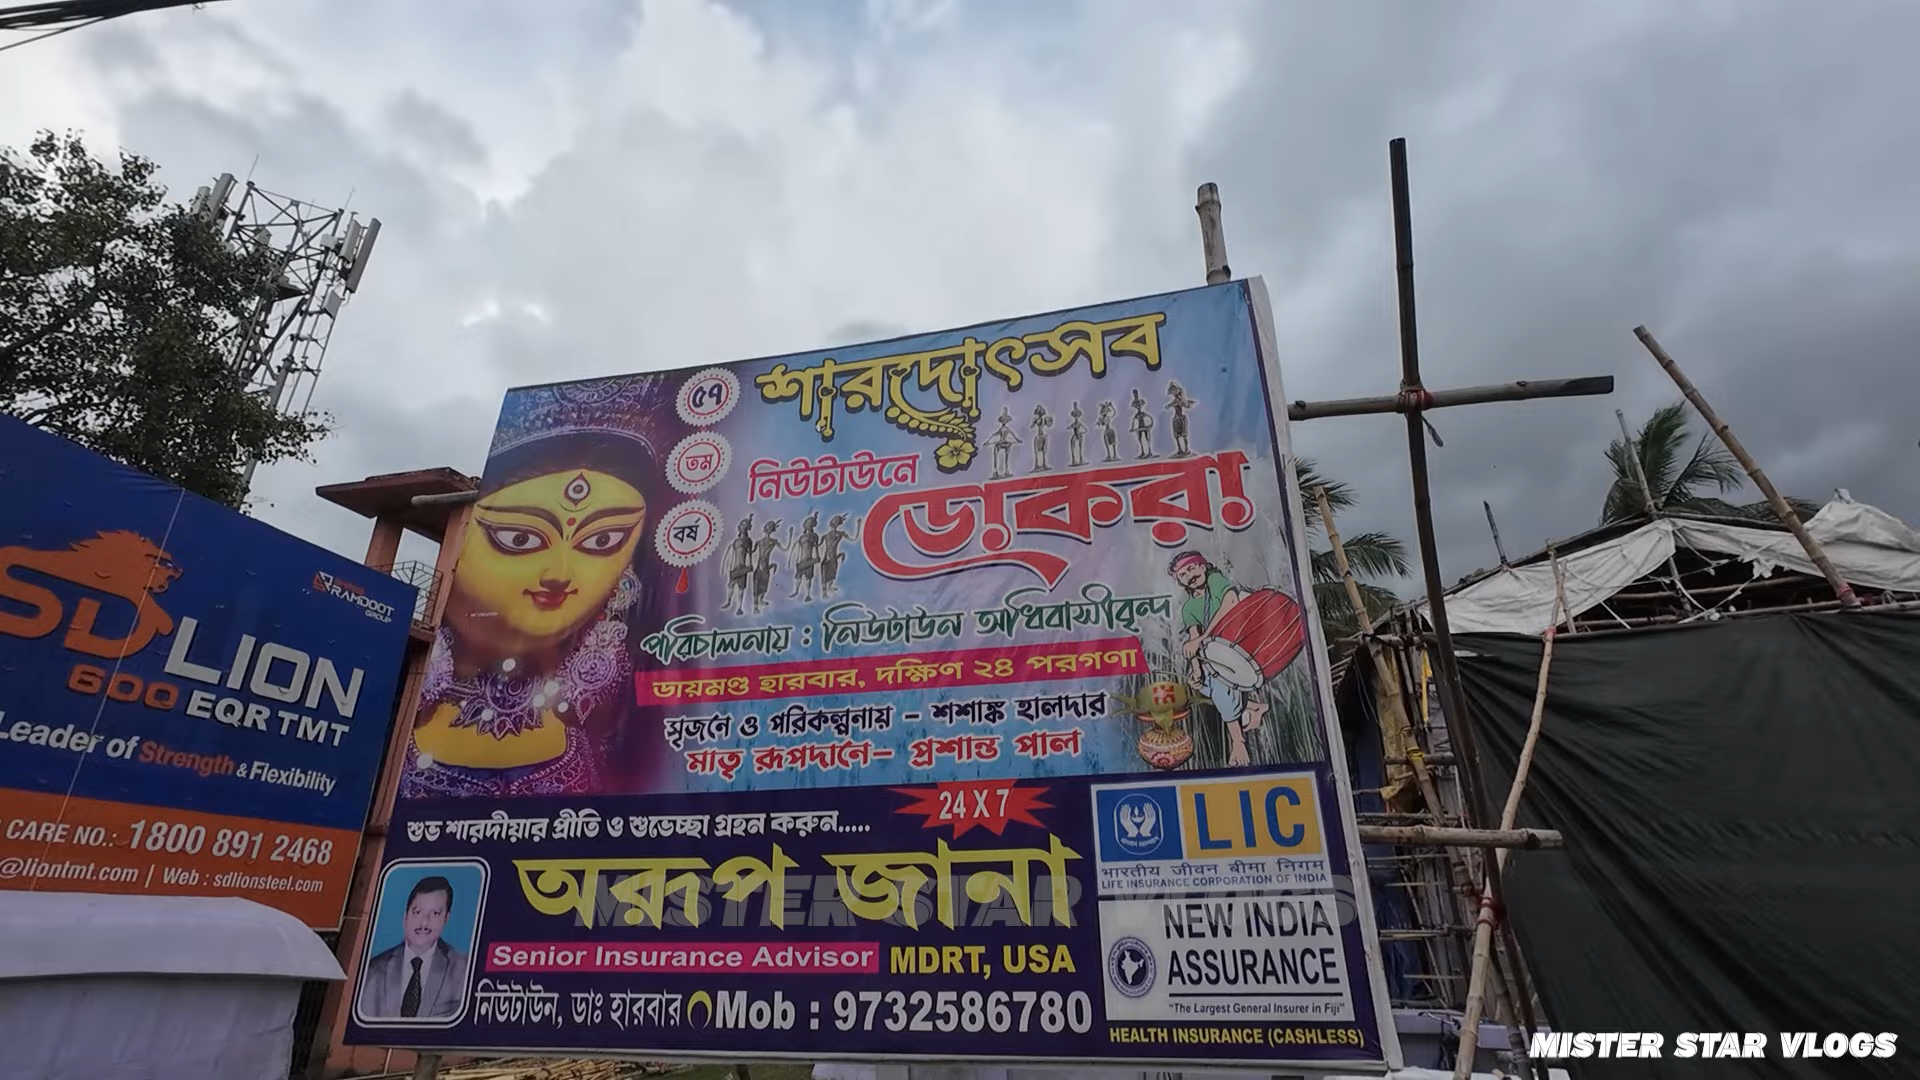 SD LION
600 EQR TMT
RAMDOOT
GROUP
Leader of Strength & Flexibility
CARE NO.: 1800 891 2468
@liontmt.com | Web : sdlionsteel.com
৫৭
তম
বর্ষ
শারদোৎসব
নিউটাউনে
ডোকরা
পরিচালনায় : নিউটাউন অধিবাসীবৃন্দ
ডায়মণ্ড হারবার, দক্ষিণ ২৪ পরগণা
সৃজনে ও পরিকল্পনায় - শশাঙ্ক হালদার
মাতৃ রূপদানে- প্রশান্ত পাল
শুভ শারদীয়ার প্রীতি ও শুভেচ্ছা গ্রহন করুন.....
24 X 7
অরূপ জানা
Senior Insurance Advisor MDRT, USA
নিউটাউন, ডাঃ হারবার Mob : 9732586780
LIC
भारतीय जीवन बीमा निगम
LIFE INSURANCE CORPORATION OF INDIA
NEW INDIA
ASSURANCE
"The Largest General Insurer in Fiji"
HEALTH INSURANCE (CASHLESS)
MISTER STAR VLOGS
MISTER STAR VLOGS